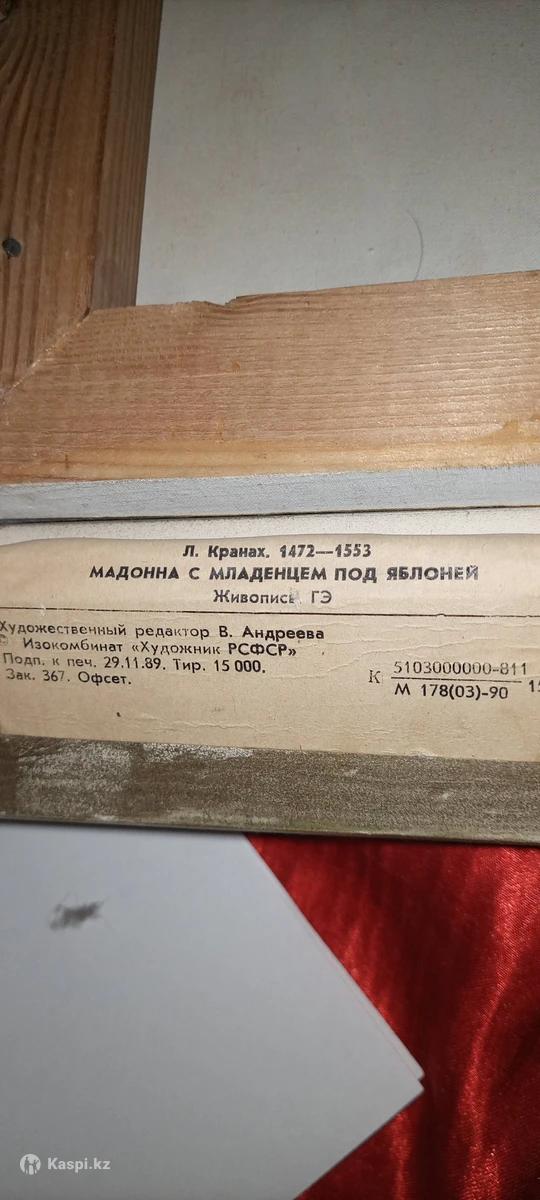 Л. Кранах. 1472—1553
МАДОННА С МЛАДЕНЦЕМ ПОД ЯБЛОНЕЙ
Живопись ГЭ
Художественный редактор В. Андреева
© Изокомбинат «Художник РСФСР»
Подп. к печ. 29.11.89. Тир. 15 000.
Зак. 367. Офсет.
К 5103000000-811
М 178(03)-90
Kaspi.kz